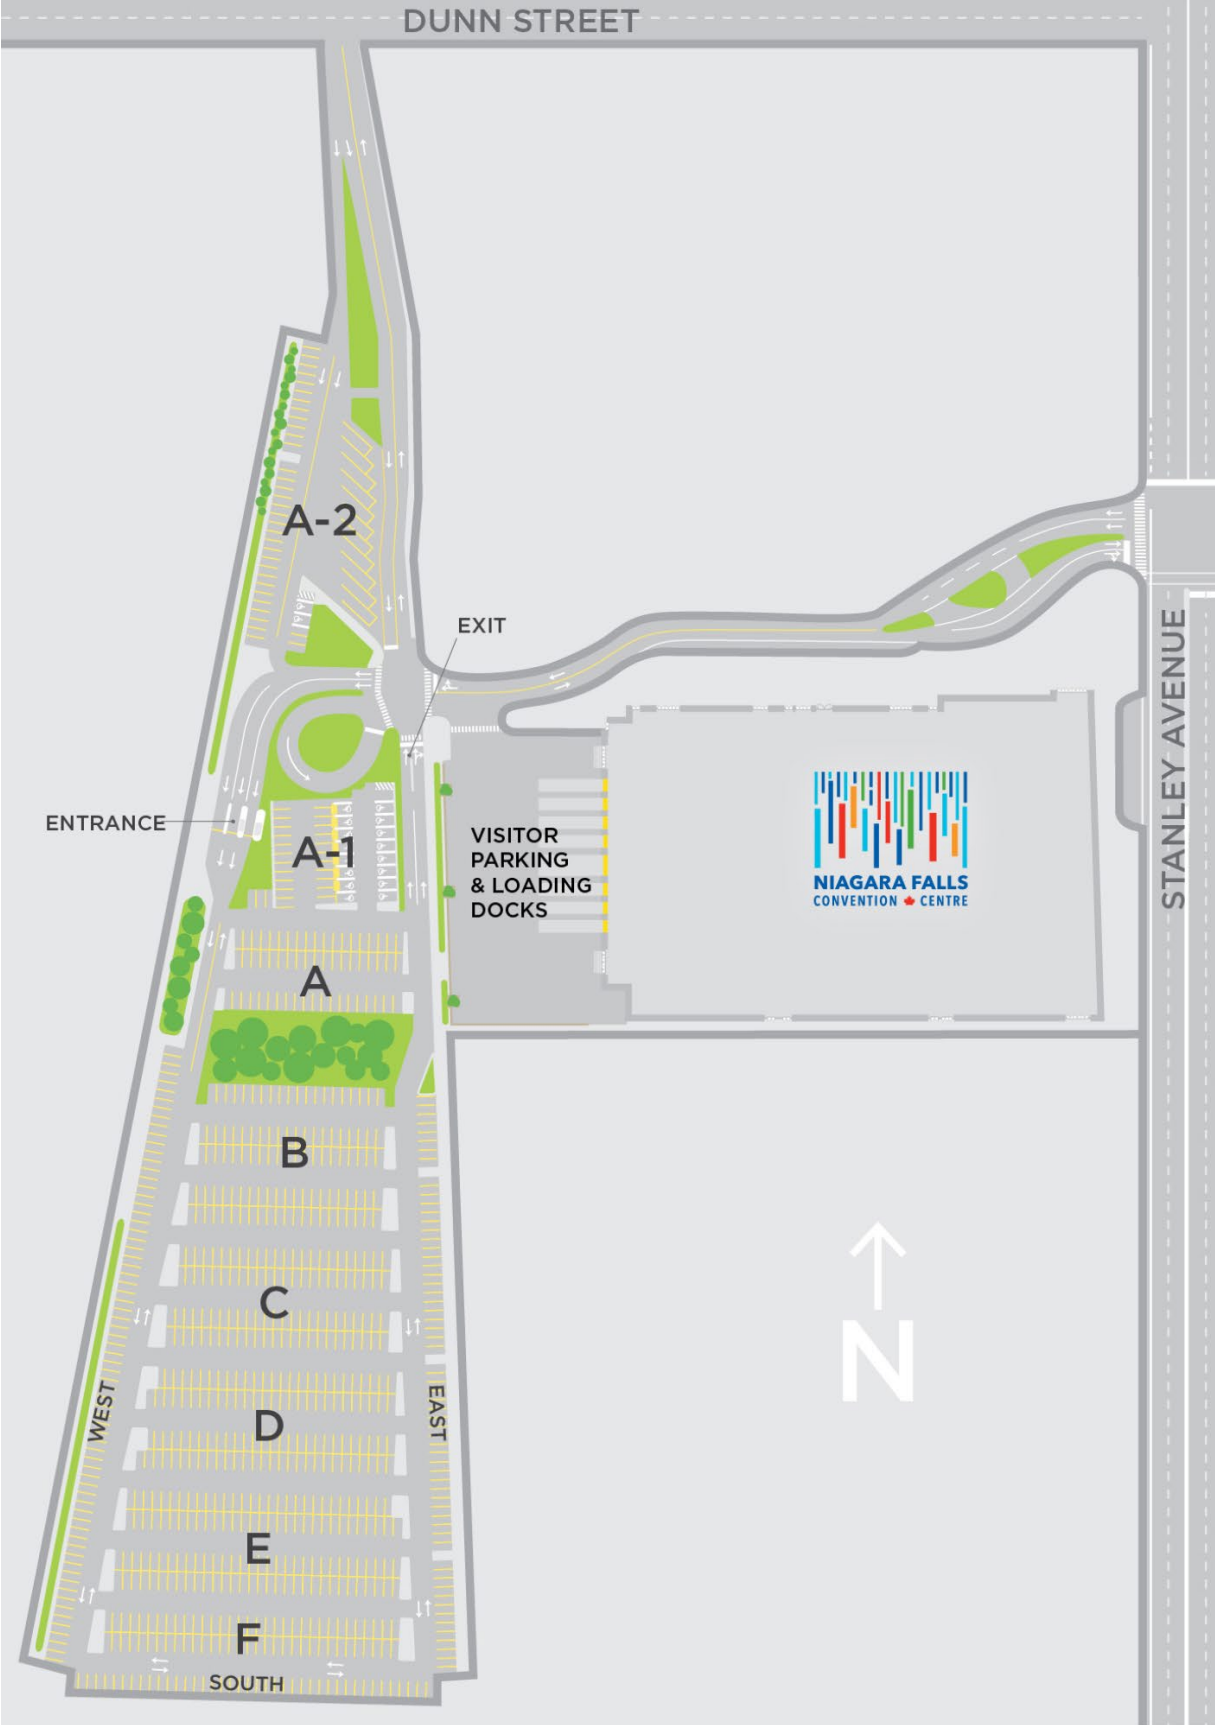 DUNN STREET
A-2
EXIT
STANLEY AVENUE
ENTRANCE
A-1
VISITOR
PARKING
& LOADING
DOCKS
NIAGARA FALLS
CONVENTION CENTRE
A
B
C
N
WEST
EAST
D
E
F
SOUTH